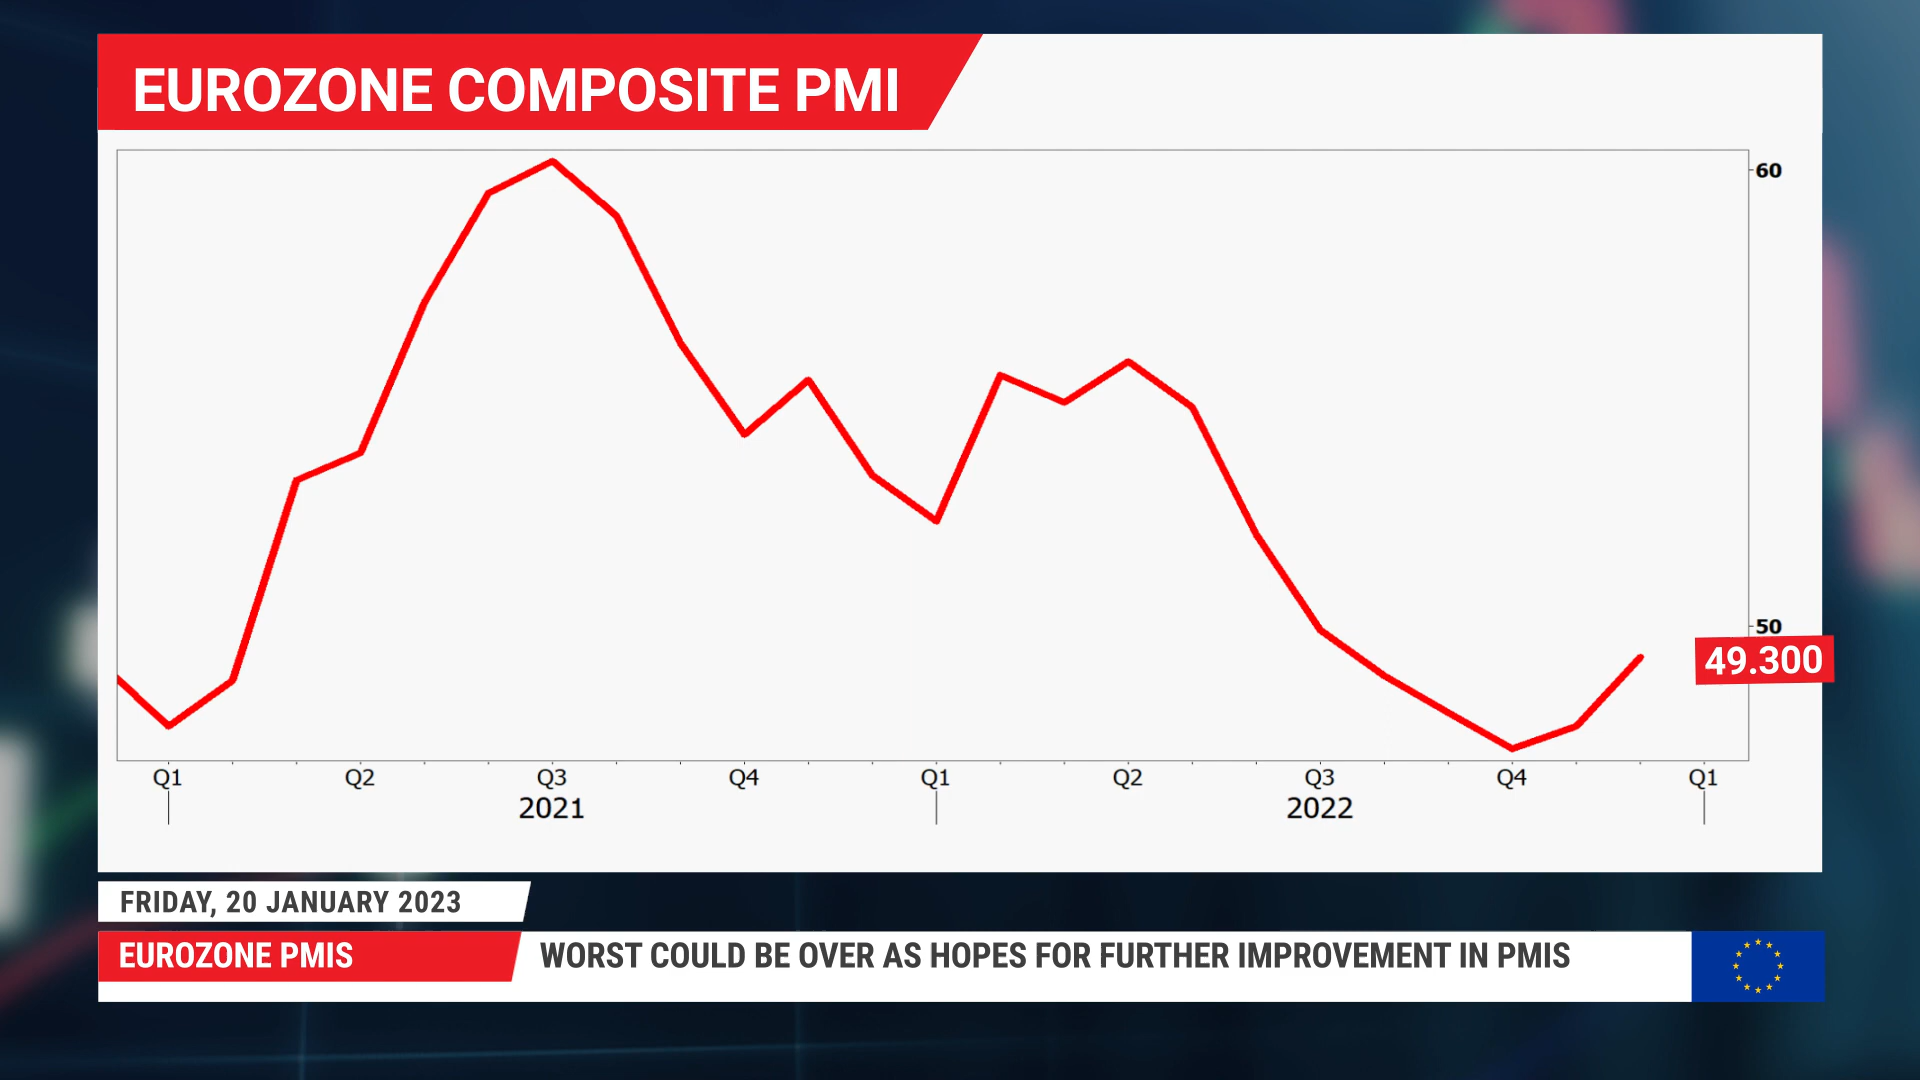 EUROZONE COMPOSITE PMI
60
50
49.300
Q1 Q2 Q3 Q4 Q1 Q2 Q3 Q4 Q1
2021 2022
FRIDAY, 20 JANUARY 2023
EUROZONE PMIS WORST COULD BE OVER AS HOPES FOR FURTHER IMPROVEMENT IN PMIS